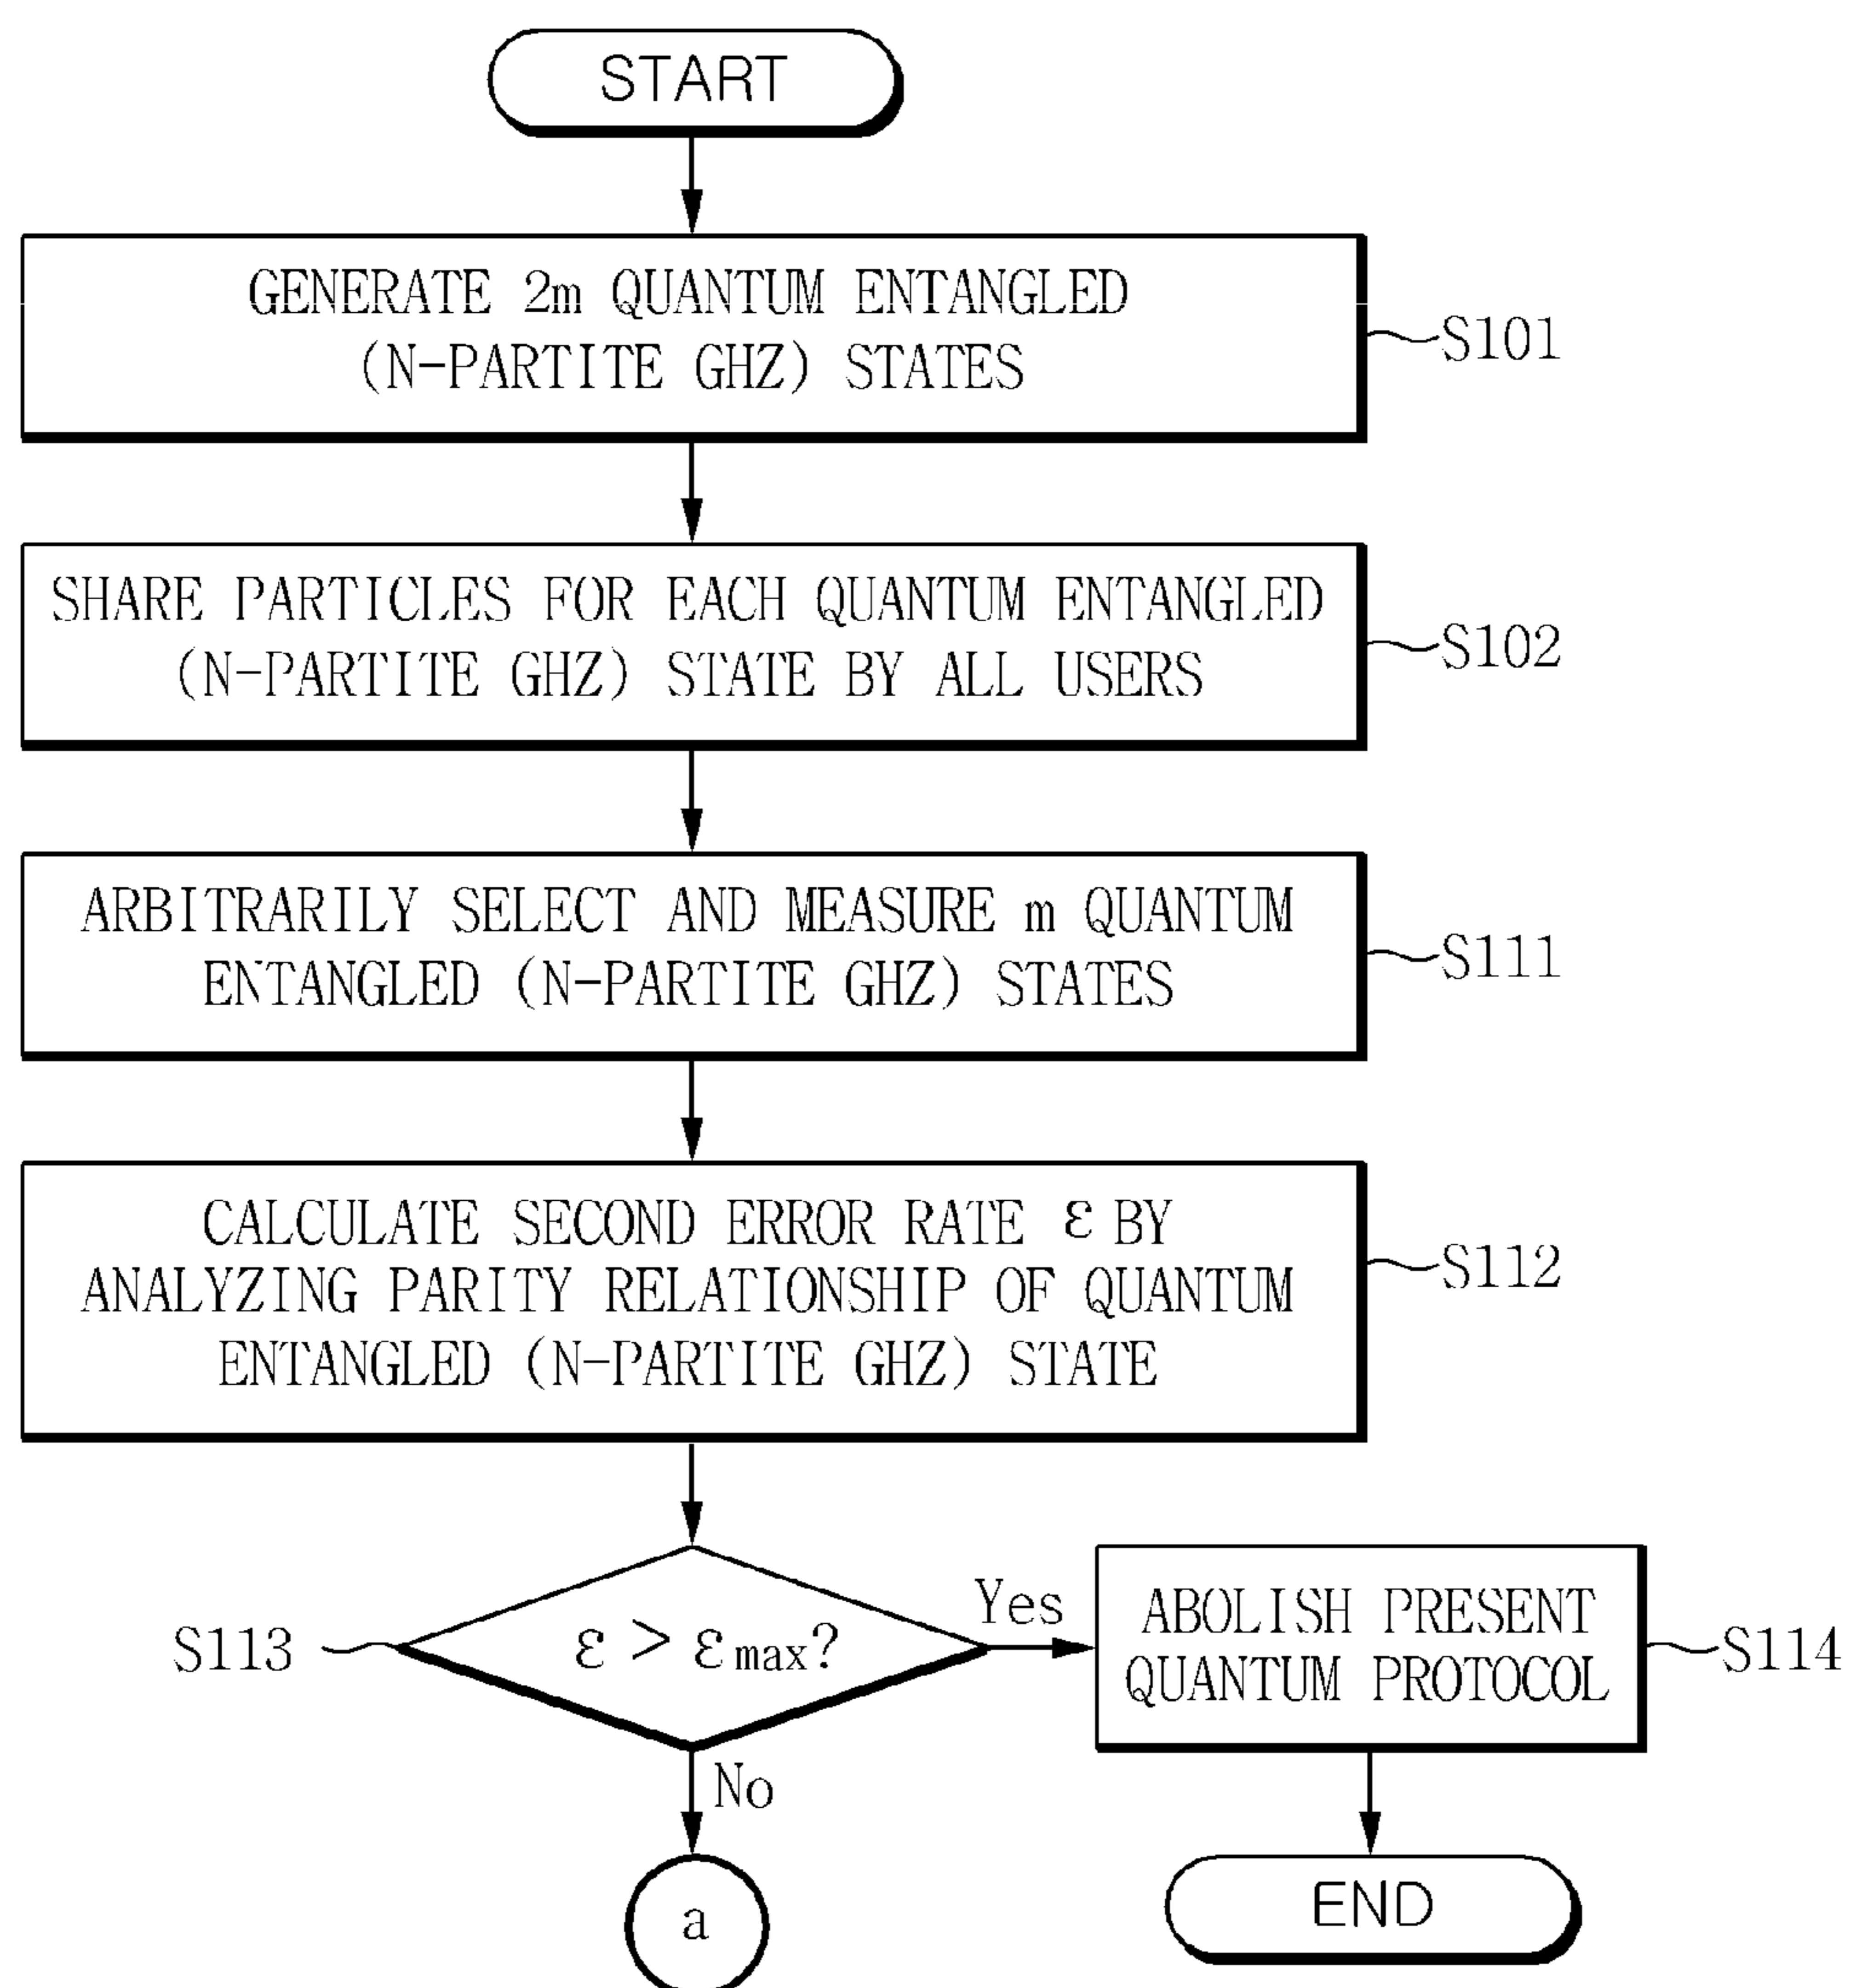 START
GENERATE 2m QUANTUM ENTANGLED
(N-PARTITE GHZ) STATES
S101
SHARE PARTICLES FOR EACH QUANTUM ENTANGLED
(N-PARTITE GHZ) STATE BY ALL USERS
S102
ARBITRARILY SELECT AND MEASURE m QUANTUM
ENTANGLED (N-PARTITE GHZ) STATES
S111
CALCULATE SECOND ERROR RATE ε BY
ANALYZING PARITY RELATIONSHIP OF QUANTUM
ENTANGLED (N-PARTITE GHZ) STATE
S112
S113
ε > εmax?
Yes
ABOLISH PRESENT
QUANTUM PROTOCOL
S114
No
a
END